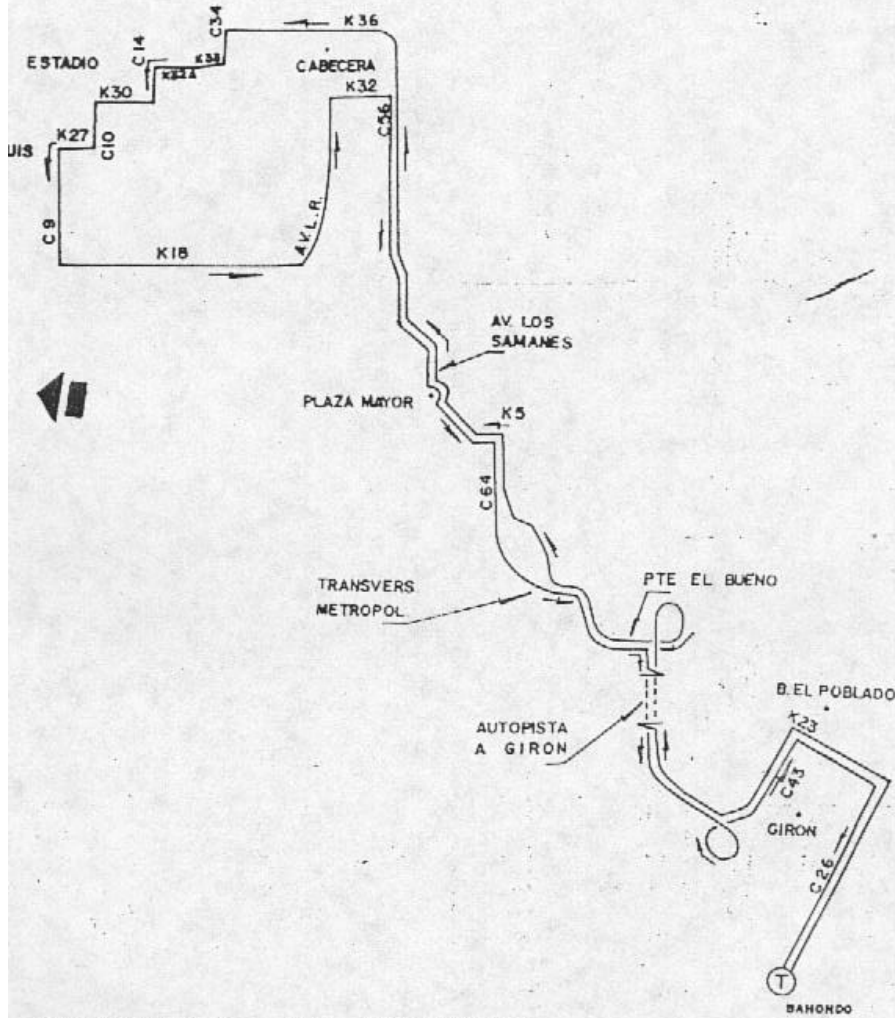 C34
K36
ESTADIO
C14
K33
K32A
CABECERA
K30
K32
C10
C56
K27
UIS
C9
K18
AV. L.R.
AV. LOS
SAMANES
PLAZA MAYOR
K5
C64
TRANSVERS
METROPOL.
PTE EL BUENO
B. EL POBLADO
K23
AUTOPISTA
A GIRON
C43
GIRON
C26
T
BAHONDO